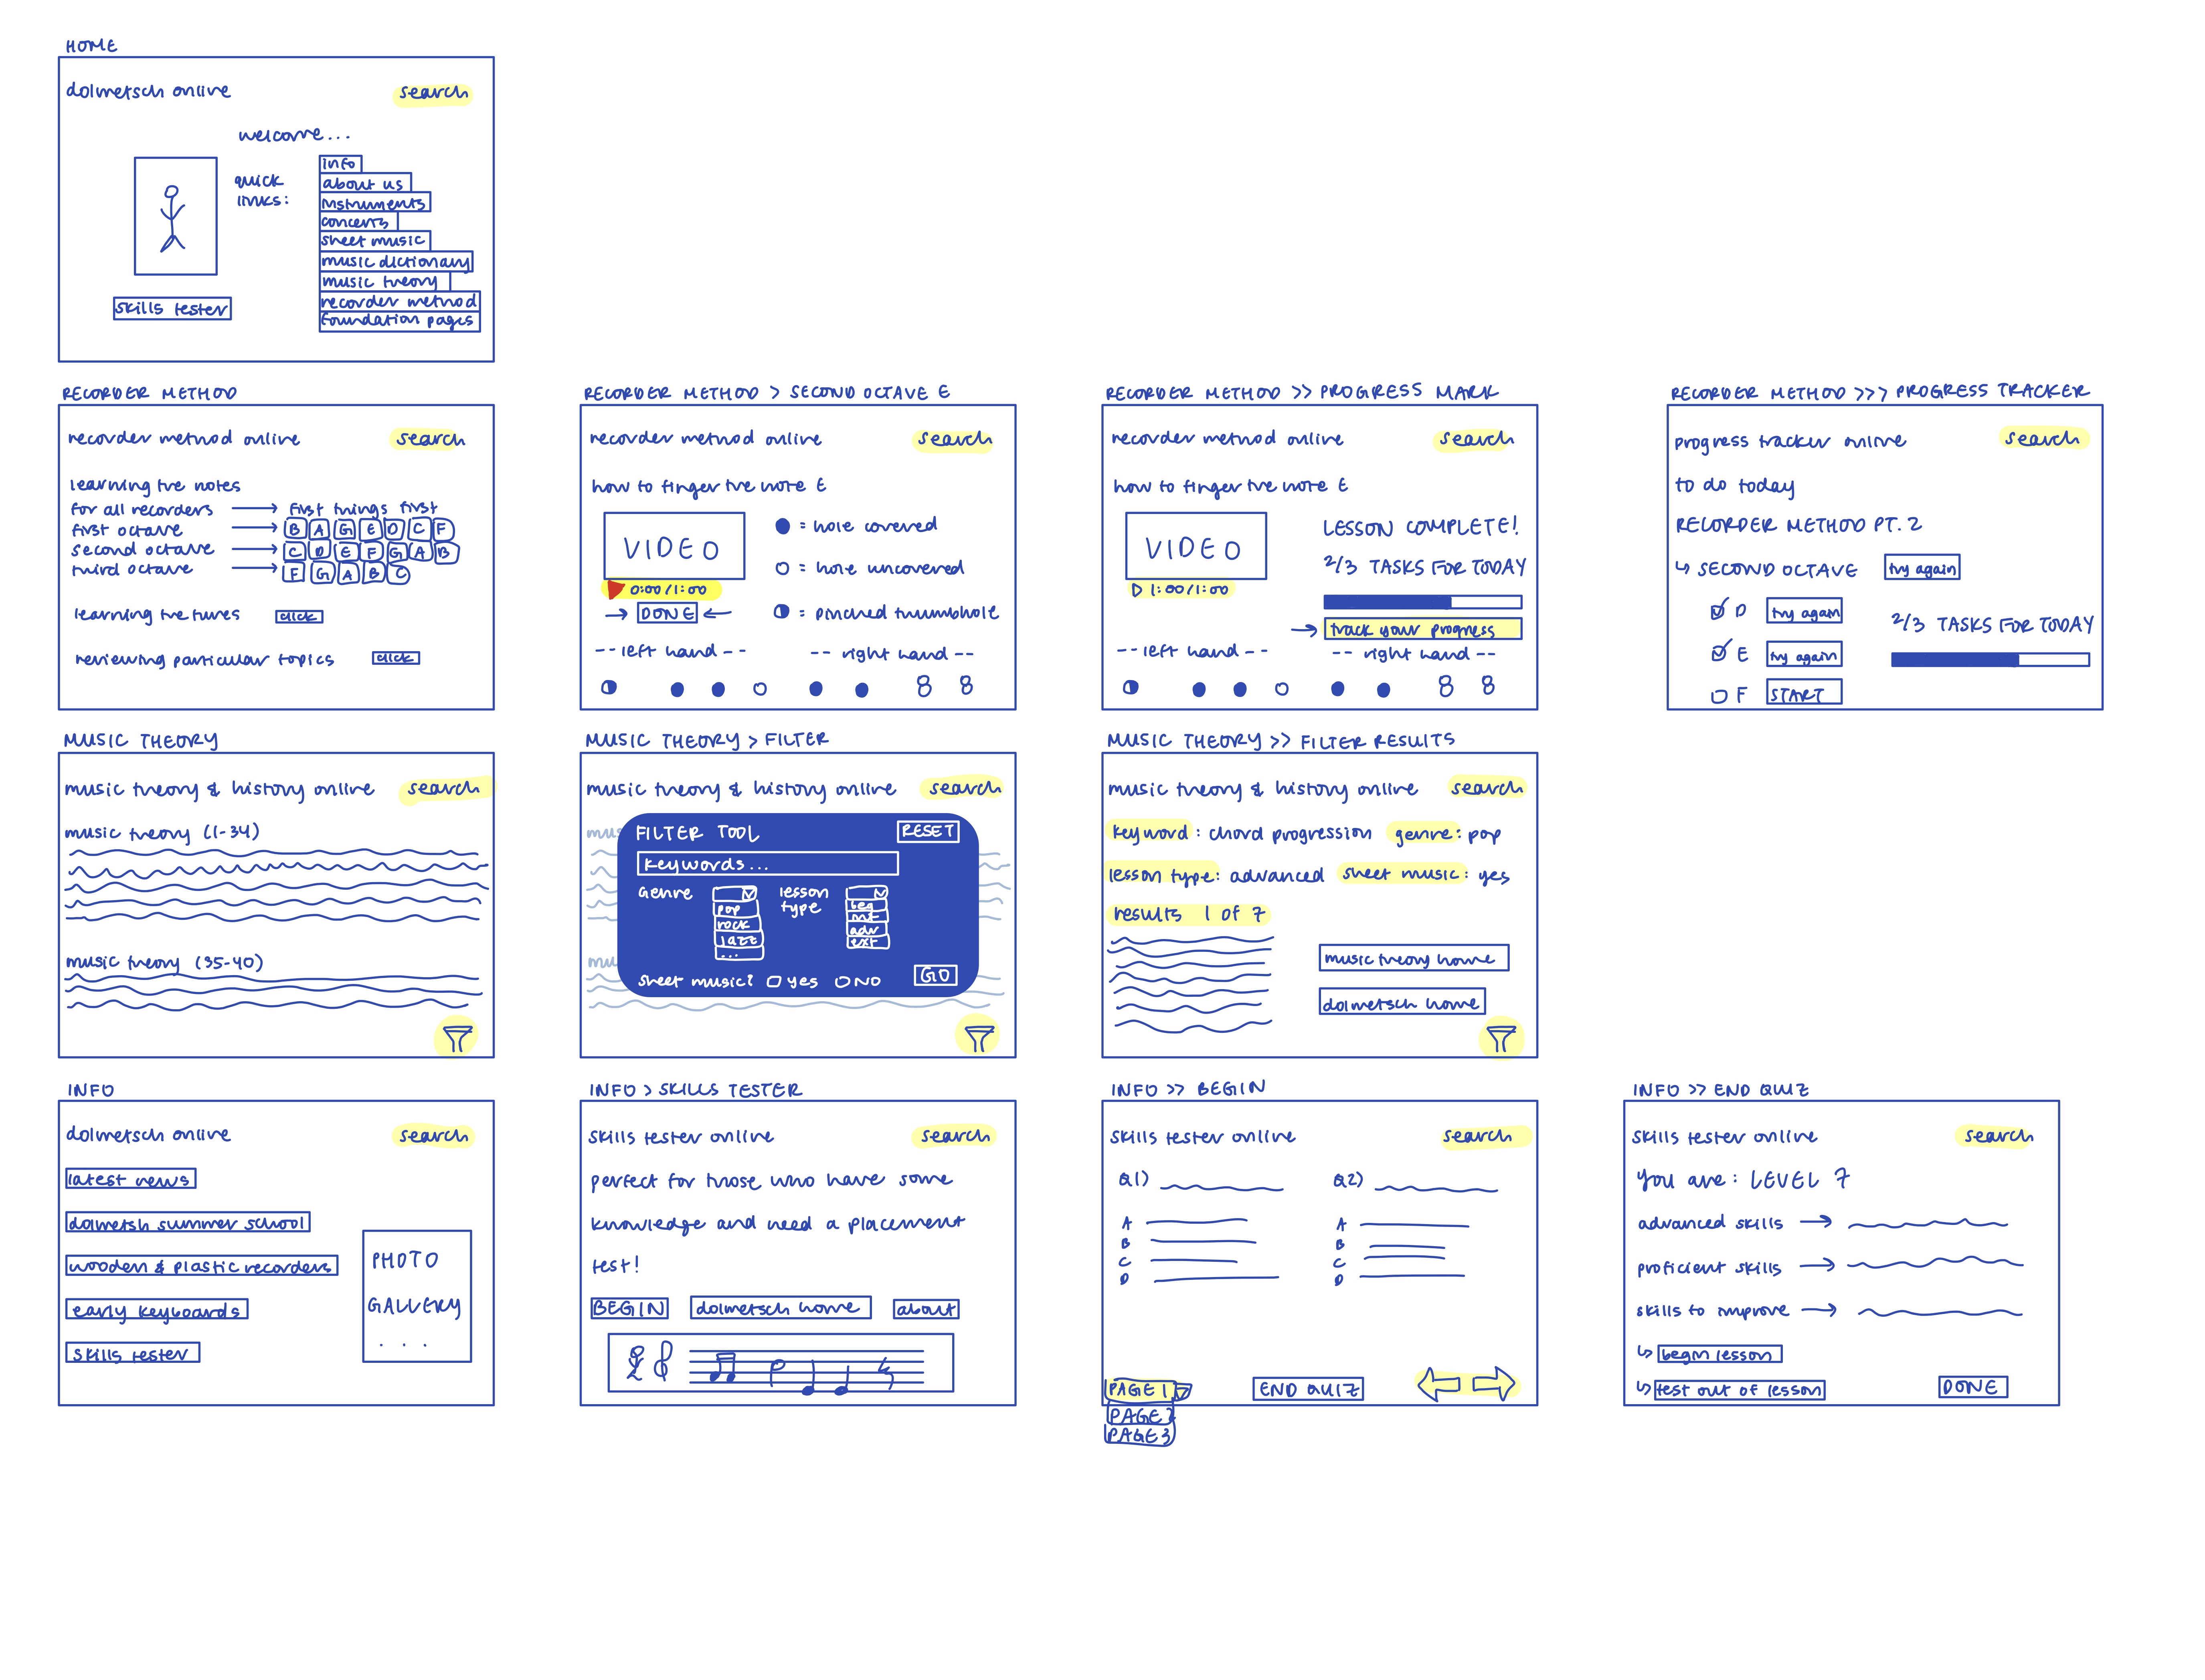 HOME
dolmetsch online search
welcome...
quick links:
info
about us
instruments
concerts
sheet music
music dictionary
music theory
recorder method
foundation pages
skills tester
RECORDER METHOD
recorder method online search
learning the notes
for all recorders → first things first
first octave → B A G E D C F
second octave → C D E F G A B
third octave → F G A B C
learning the tunes click
reviewing particular topics click
RECORDER METHOD > SECOND OCTAVE E
recorder method online search
how to finger the note E
VIDEO
0:00/1:00
→ DONE ←
= hole covered
= hole uncovered
= pinched thumbhole
-- left hand --
-- right hand --
RECORDER METHOD >> PROGRESS MARK
recorder method online search
how to finger the note E
VIDEO
1:00/1:00
LESSON COMPLETE!
2/3 TASKS FOR TODAY
→ track your progress
-- left hand --
-- right hand --
RECORDER METHOD >>> PROGRESS TRACKER
progress tracker online search
to do today
RECORDER METHOD PT. 2
↳ SECOND OCTAVE try again
D try again
E try again
F START
2/3 TASKS FOR TODAY
MUSIC THEORY
music theory & history online search
music theory (1-34)
music theory (35-40)
MUSIC THEORY > FILTER
music theory & history online search
mus
mu
FILTER TOOL RESET
keywords...
Genre
pop
rock
jazz
...
lesson type
beg
int
adv
ext
sheet music? yes NO GO
MUSIC THEORY >> FILTER RESULTS
music theory & history online search
keyword: chord progression genre: pop
lesson type: advanced sheet music: yes
results 1 of 7
music theory home
dolmetsch home
INFO
dolmetsch online search
latest news
dolmetsh summer school
wooden & plastic recorders
early keyboards
skills tester
PHOTO
GALLERY
...
INFO > SKILLS TESTER
skills tester online search
perfect for those who have some
knowledge and need a placement
test!
BEGIN dolmetsch home about
INFO >> BEGIN
skills tester online search
Q1)
A
B
C
D
Q2)
A
B
C
D
PAGE 1
PAGE 2
PAGE 3
END QUIZ
INFO >> END QUIZ
skills tester online search
you are: LEVEL 7
advanced skills →
proficient skills →
skills to improve →
↳ begin lesson
↳ test out of lesson
DONE